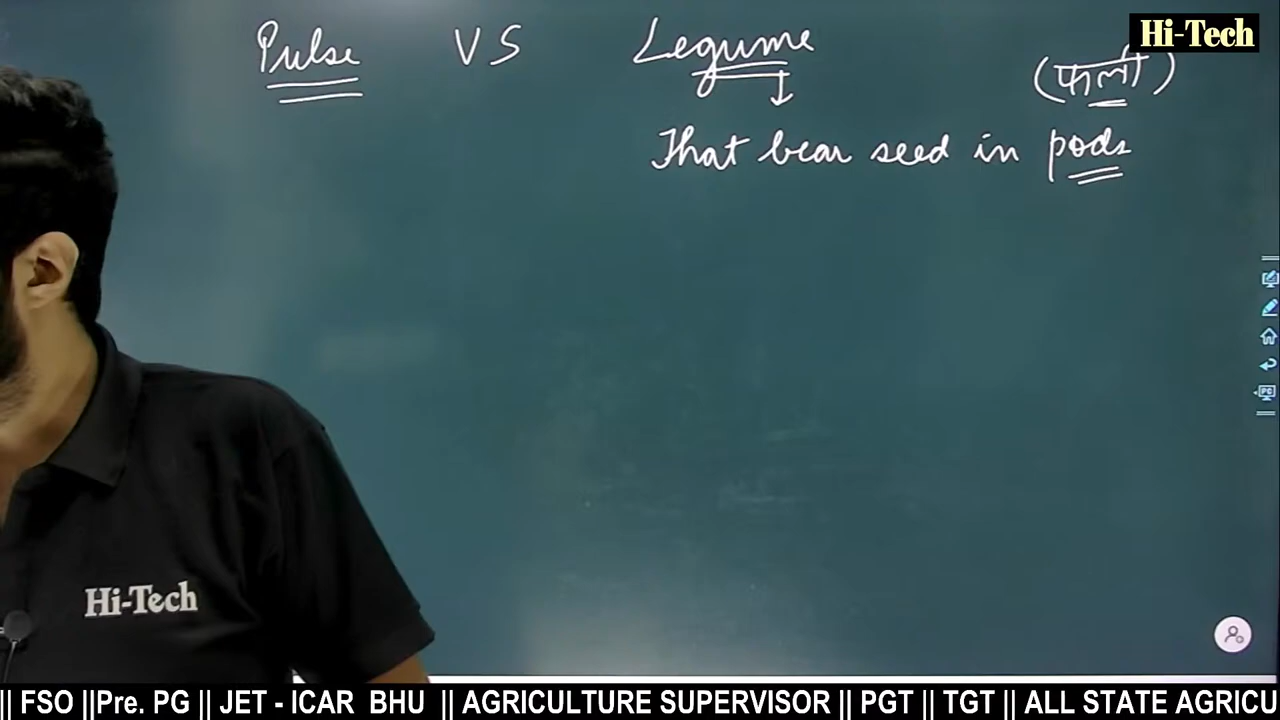 Hi-Tech
Pulse VS Legume
(फली)
That bear seed in pods
Hi-Tech
|| FSO ||Pre. PG || JET - ICAR BHU || AGRICULTURE SUPERVISOR || PGT || TGT || ALL STATE AGRICU